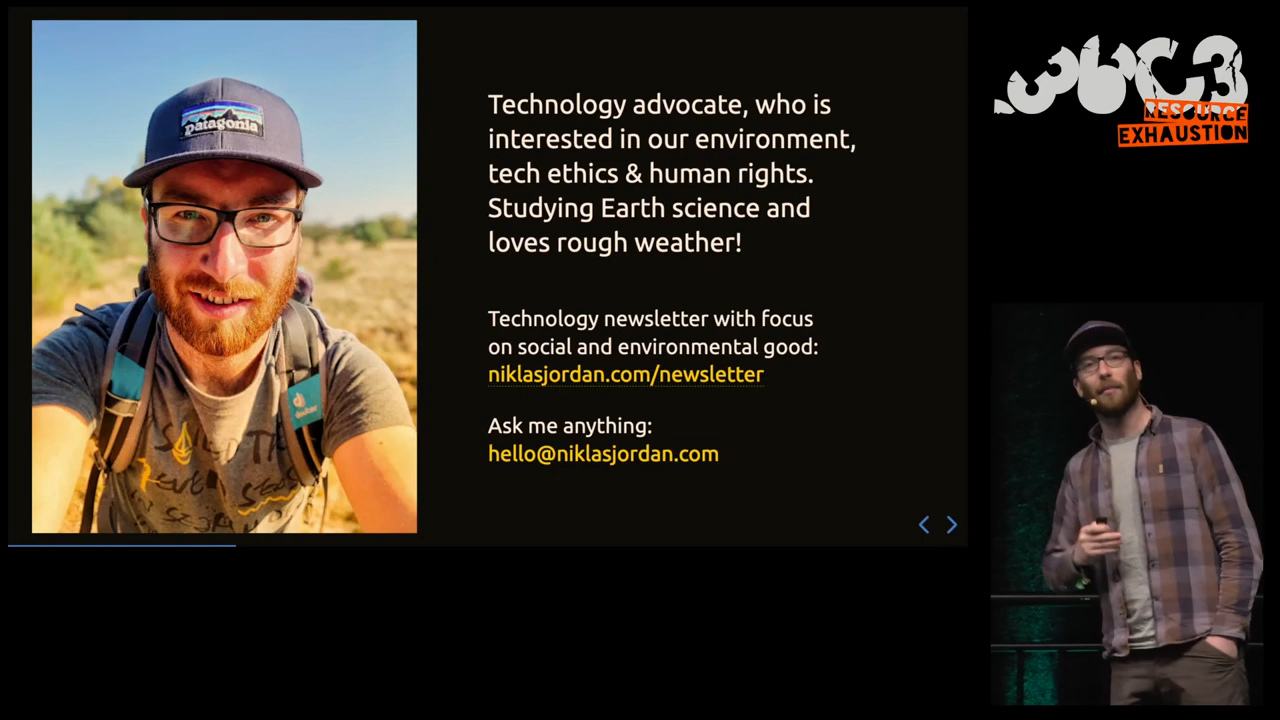 patagonia
deuter
Technology advocate, who is
interested in our environment,
tech ethics & human rights.
Studying Earth science and
loves rough weather!
Technology newsletter with focus
on social and environmental good:
niklasjordan.com/newsletter
Ask me anything:
hello@niklasjordan.com
36C3
RESOURCE
EXHAUSTION